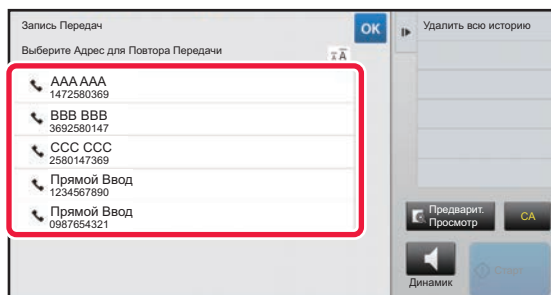 Запись Передач
OK
Удалить всю историю
Выберите Адрес для Повтора Передачи
AAA AAA
1472580369
BBB BBB
3692580147
CCC CCC
2580147369
Прямой Ввод
1234567890
Прямой Ввод
0987654321
Предварит.
Просмотр
CA
Динамик
Старт